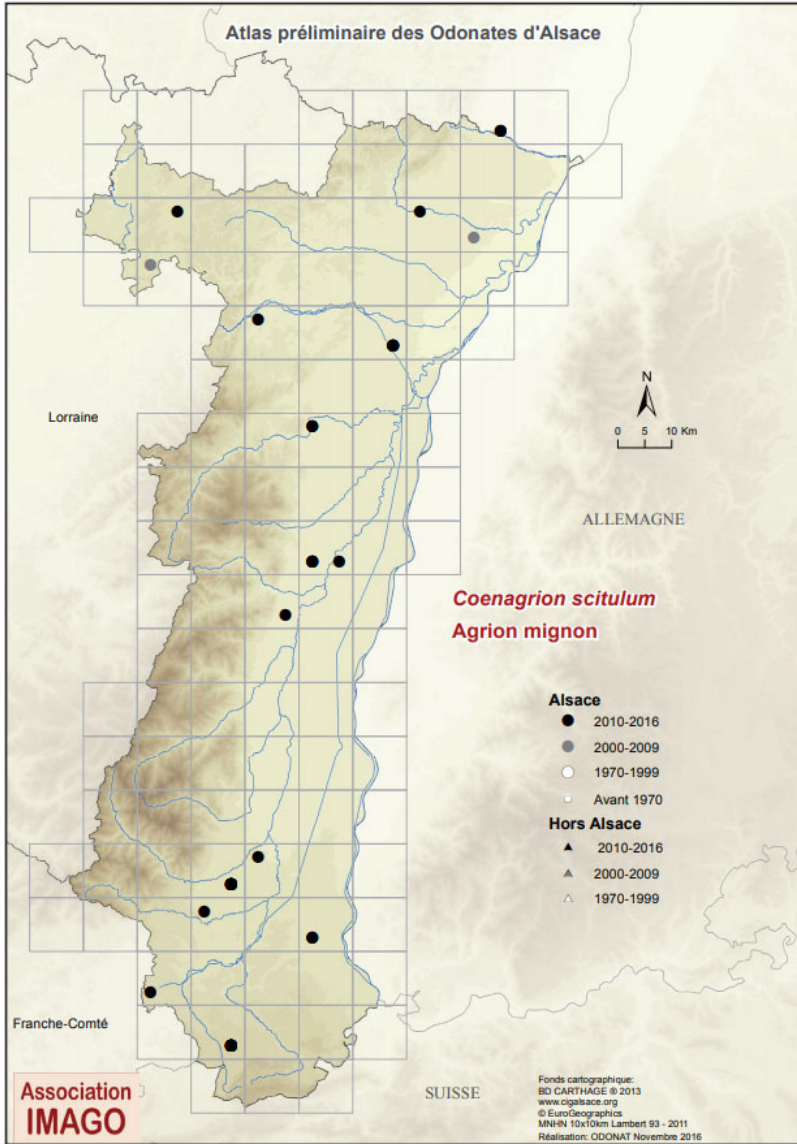 Atlas préliminaire des Odonates d'Alsace
Lorraine
N
0 5 10 Km
ALLEMAGNE
Coenagrion scitulum
Agrion mignon
Alsace
2010-2016
2000-2009
1970-1999
Avant 1970
Hors Alsace
2010-2016
2000-2009
1970-1999
Franche-Comté
SUISSE
Association
IMAGO
Fonds cartographique:
BD CARTHAGE ® 2013
www.cigalsace.org
© EuroGeographics
MNHN 10x10km Lambert 93 - 2011
Réalisation: ODONAT Novembre 2016